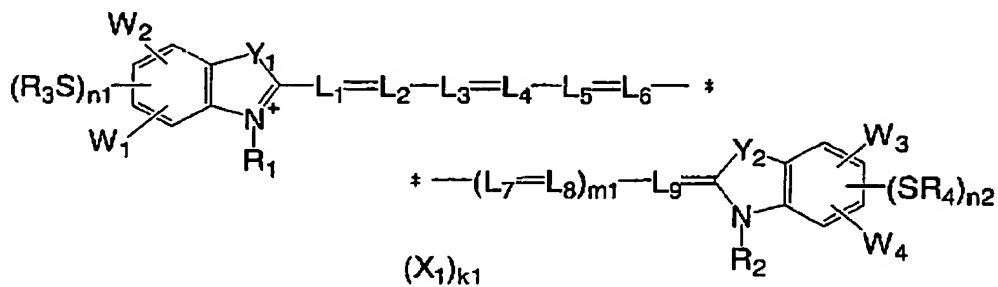 W₂
Y₁
(R₃S)ₙ₁ L₁=L₂—L₃=L₄—L₅=L₆— *
N⁺
W₁
R₁
Y₂ W₃
* —(L₇=L₈)ₘ₁—L₉ (SR₄)ₙ₂
N
W₄
R₂
(X₁)ₖ₁